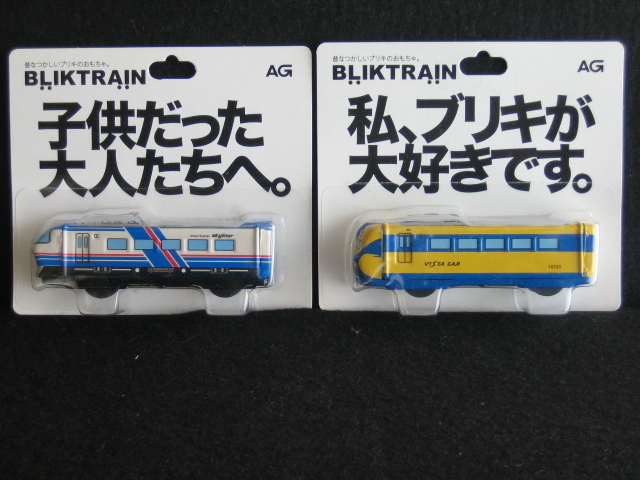 昔なつかしいブリキのおもちゃ。
BLIKTRAIN
AG
子供だった
大人たちへ。
Skyliner
昔なつかしいブリキのおもちゃ。
BLIKTRAIN
AG
私、ブリキが
大好きです。
VISTA CAR
10101